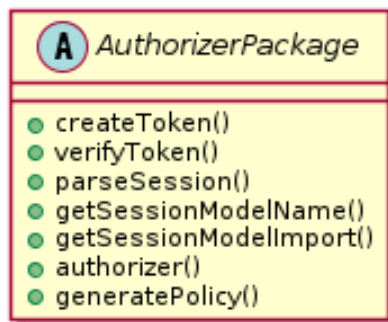 A AuthorizerPackage
createToken()
verifyToken()
parseSession()
getSessionModelName()
getSessionModelImport()
authorizer()
generatePolicy()